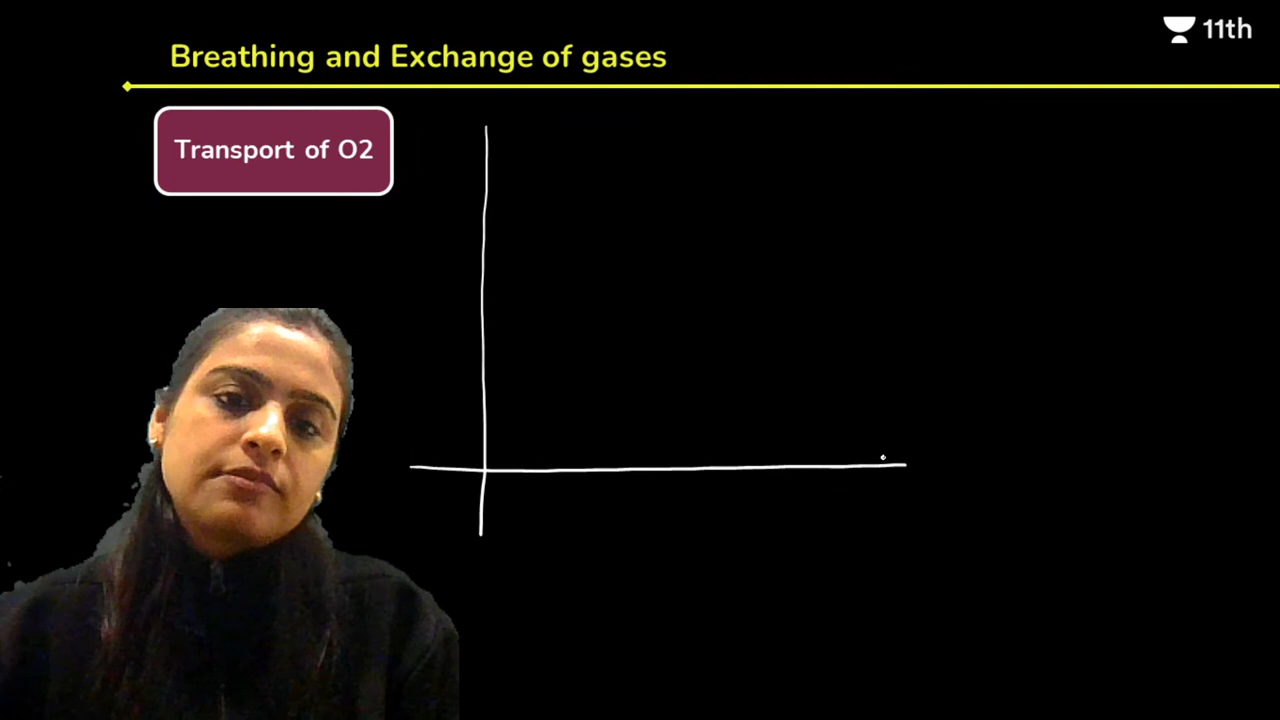 11th
Breathing and Exchange of gases
Transport of O2